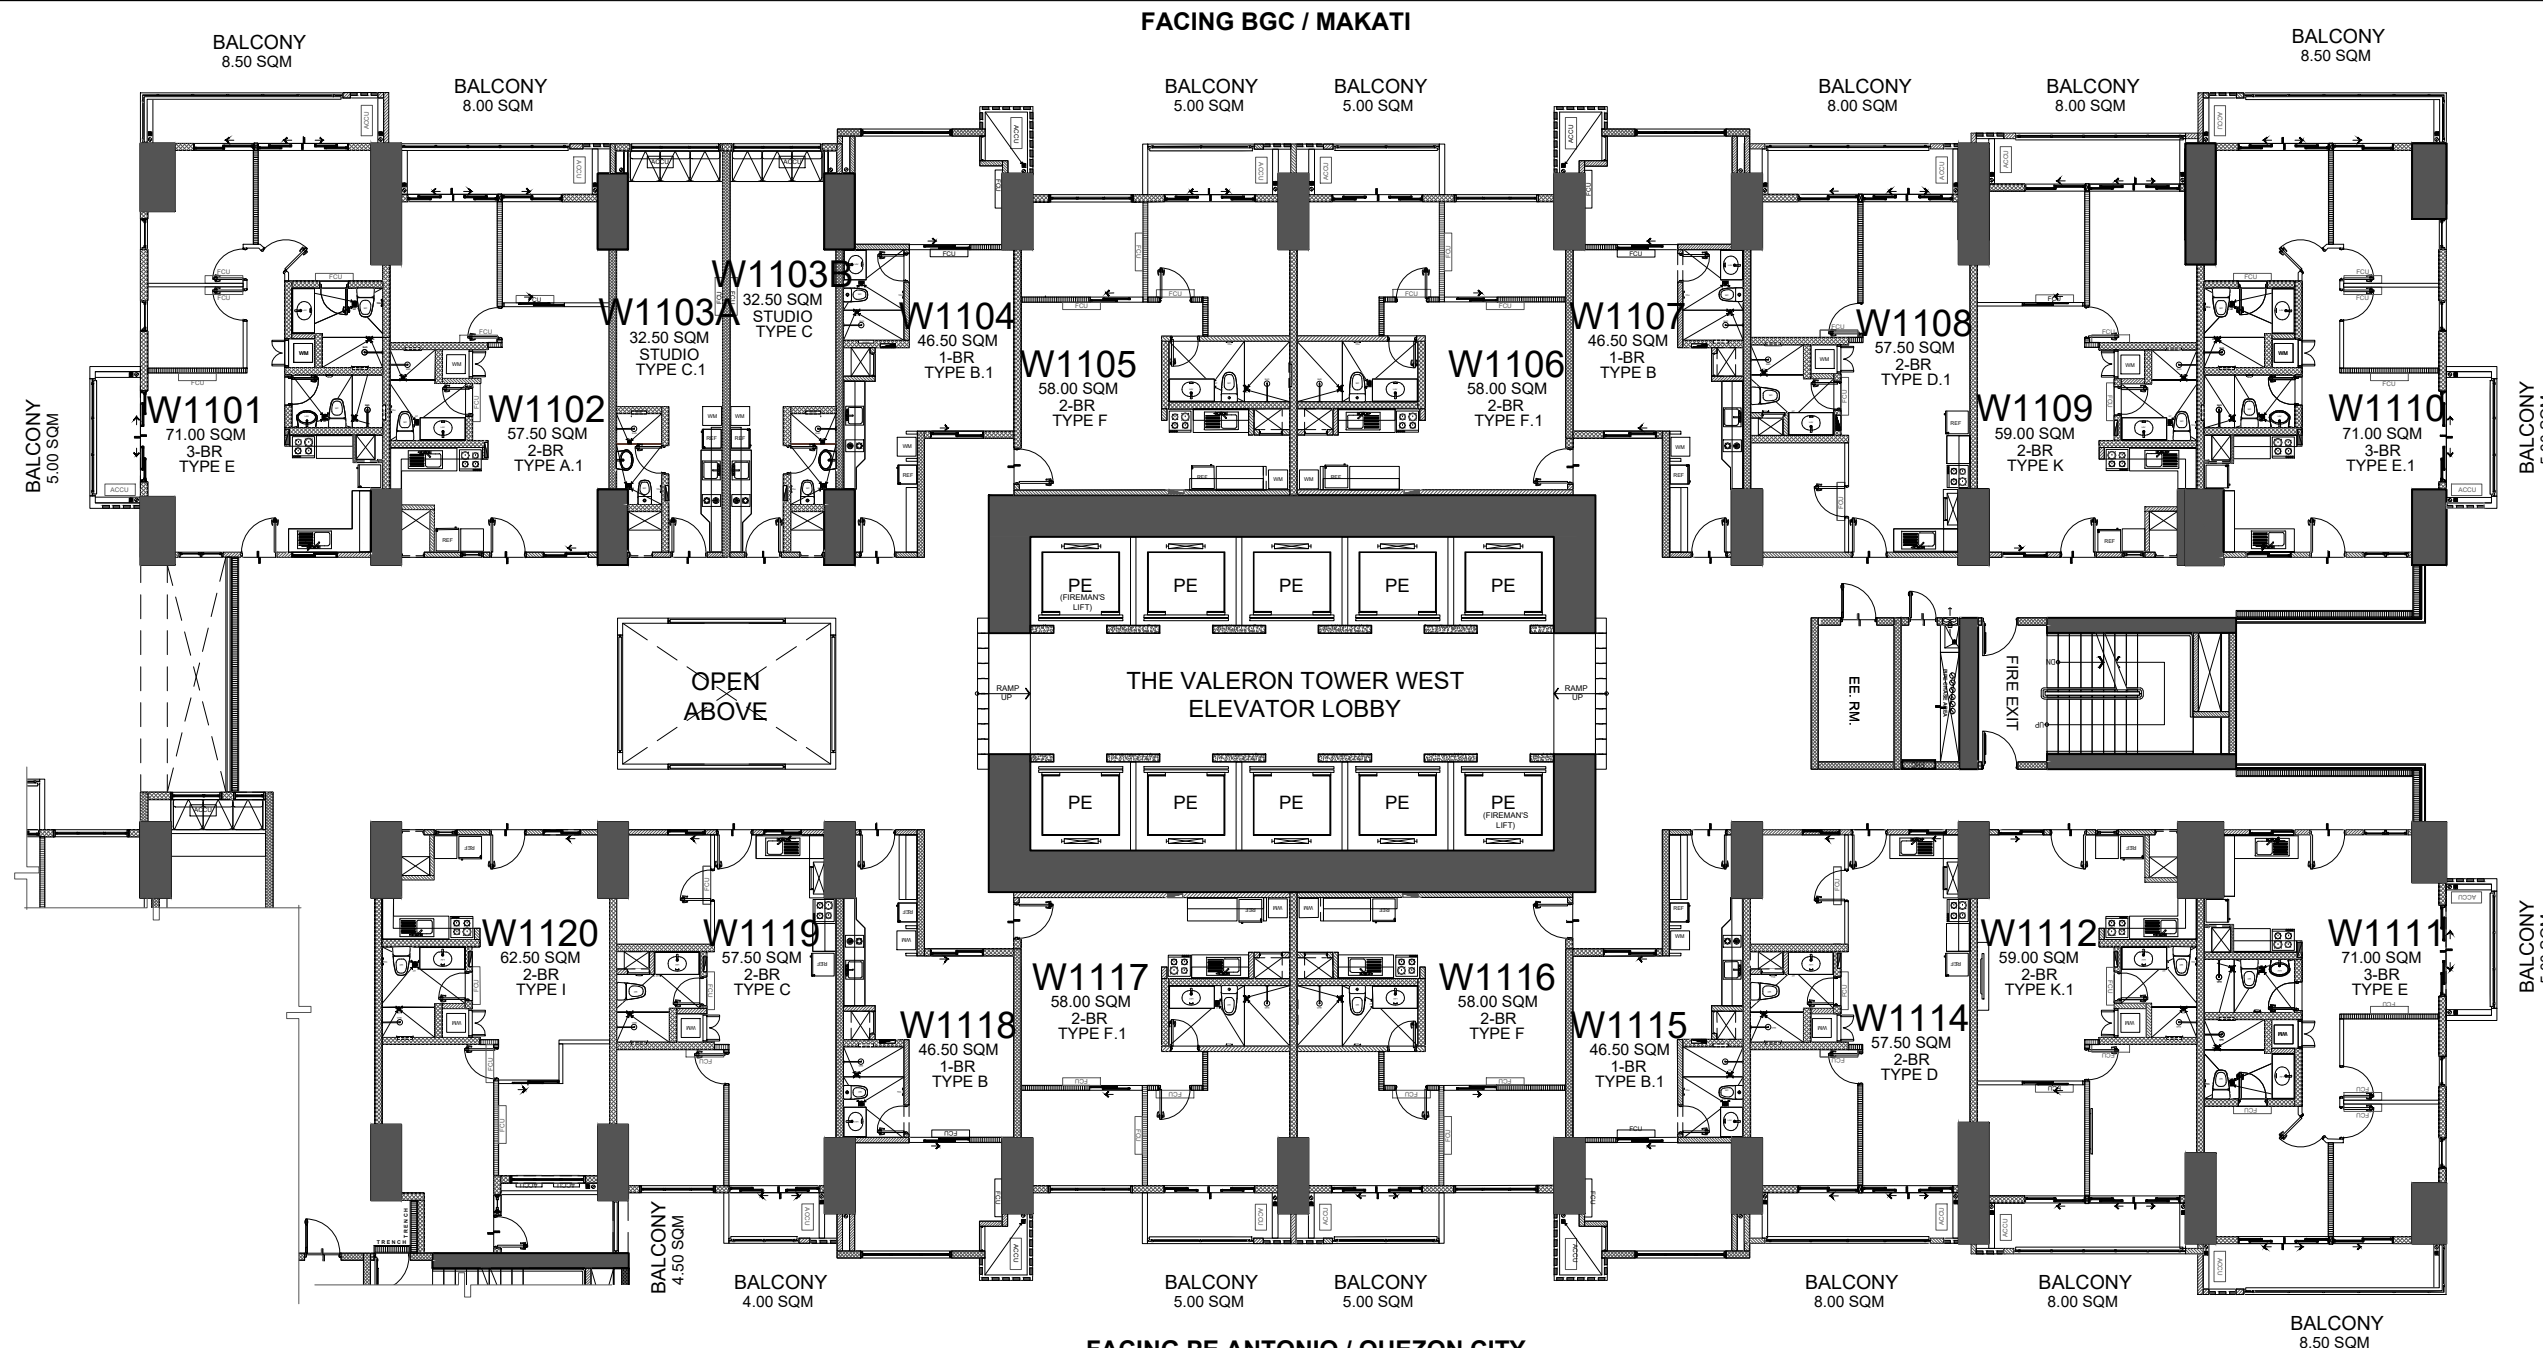 FACING BGC / MAKATI
BALCONY
8.50 SQM
BALCONY
8.00 SQM
BALCONY
5.00 SQM
BALCONY
5.00 SQM
BALCONY
8.00 SQM
BALCONY
8.00 SQM
BALCONY
8.50 SQM
BALCONY
5.00 SQM
W1101
71.00 SQM
3-BR
TYPE E
W1102
57.50 SQM
2-BR
TYPE A.1
W1103A
32.50 SQM
STUDIO
TYPE C.1
W1103B
32.50 SQM
STUDIO
TYPE C
W1104
46.50 SQM
1-BR
TYPE B.1
W1105
58.00 SQM
2-BR
TYPE F
W1106
58.00 SQM
2-BR
TYPE F.1
W1107
46.50 SQM
1-BR
TYPE B
W1108
57.50 SQM
2-BR
TYPE D.1
W1109
59.00 SQM
2-BR
TYPE K
W1110
71.00 SQM
3-BR
TYPE E.1
BALCONY
PE
(FIREMAN'S
LIFT)
PE
PE
PE
PE
OPEN
ABOVE
RAMP
UP
THE VALERON TOWER WEST
ELEVATOR LOBBY
RAMP
UP
EE. RM.
FIRE EXIT
DN
UP
PE
PE
PE
PE
PE
(FIREMAN'S
LIFT)
W1120
62.50 SQM
2-BR
TYPE I
W1119
57.50 SQM
2-BR
TYPE C
W1118
46.50 SQM
1-BR
TYPE B
W1117
58.00 SQM
2-BR
TYPE F.1
W1116
58.00 SQM
2-BR
TYPE F
W1115
46.50 SQM
1-BR
TYPE B.1
W1114
57.50 SQM
2-BR
TYPE D
W1112
59.00 SQM
2-BR
TYPE K.1
W1111
71.00 SQM
3-BR
TYPE E
BALCONY
TRENCH
TRENCH
BALCONY
4.50 SQM
BALCONY
4.00 SQM
BALCONY
5.00 SQM
BALCONY
5.00 SQM
BALCONY
8.00 SQM
BALCONY
8.00 SQM
BALCONY
8.50 SQM
FACING PE ANTONIO / QUEZON CITY